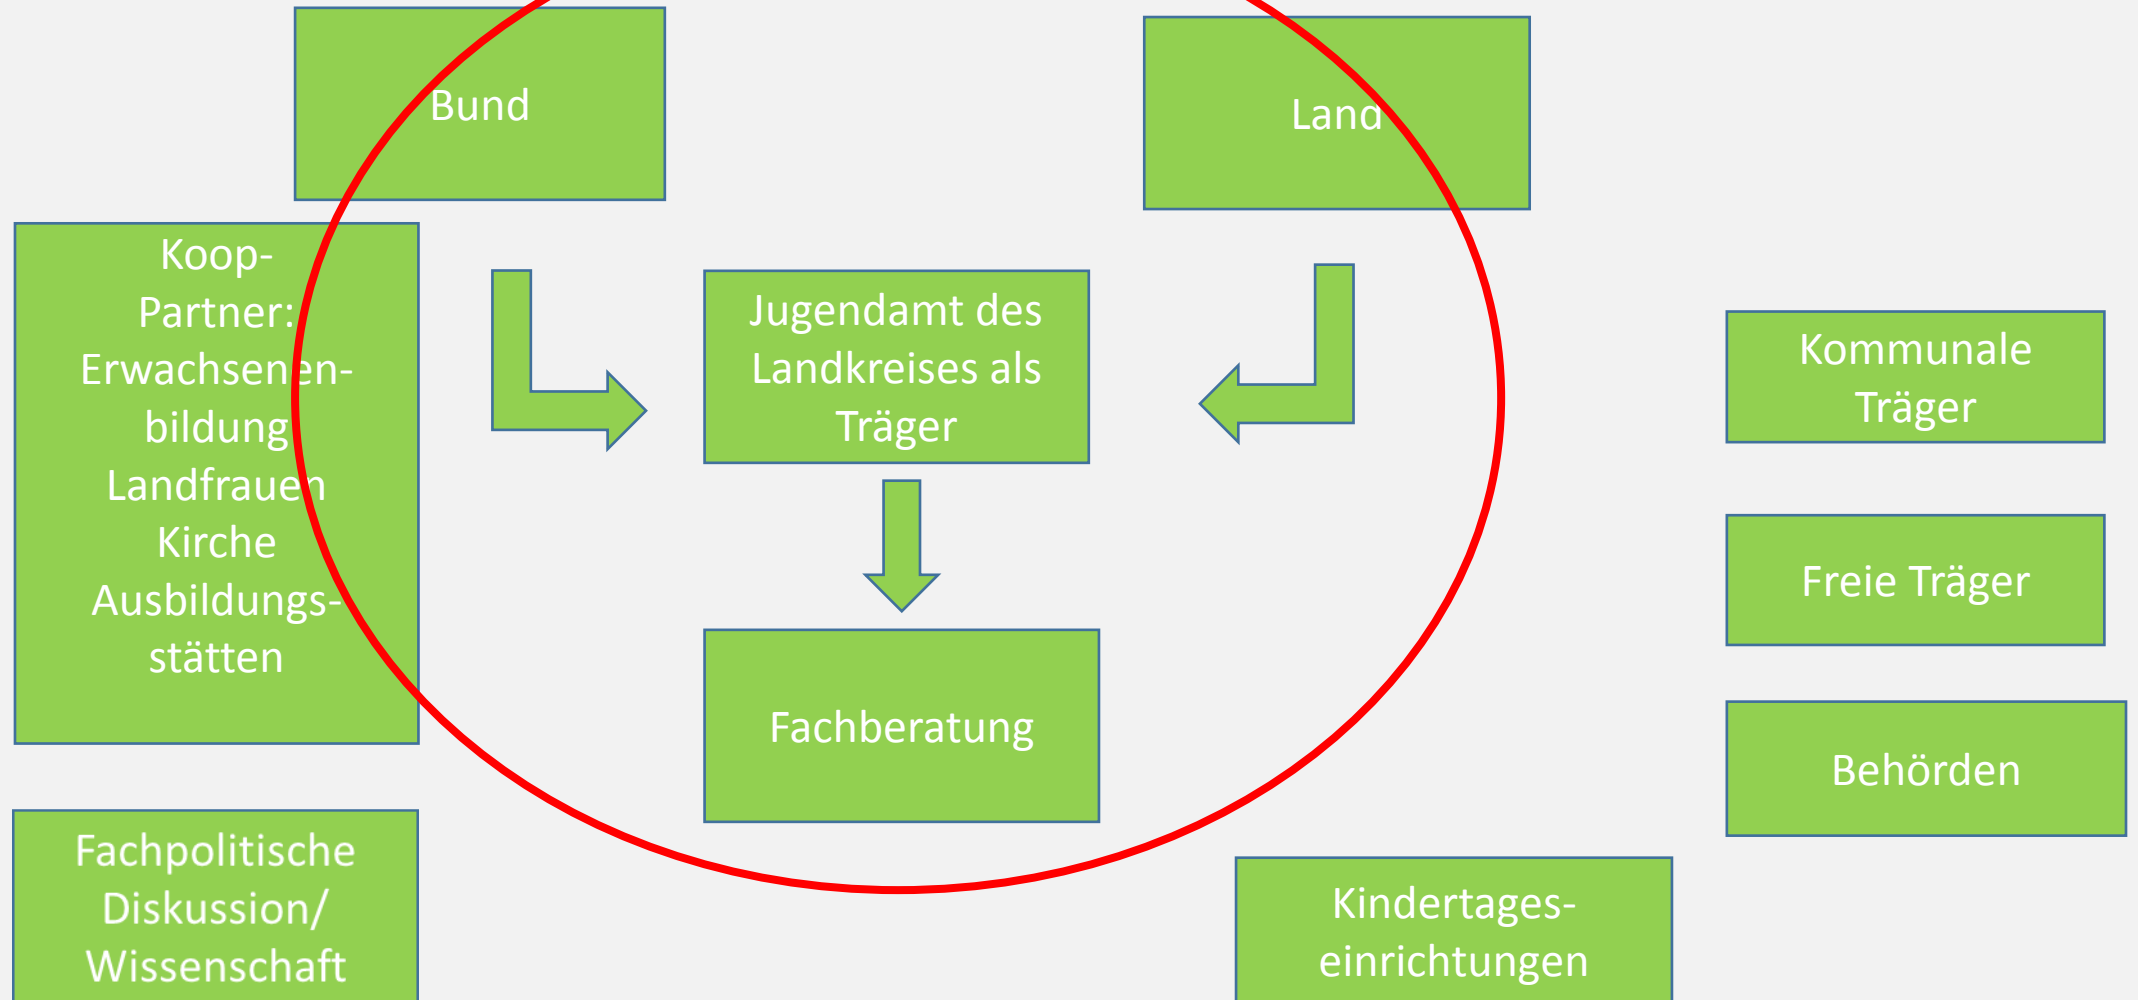 Bund
Land
Koop-
Partner:
Erwachsenen-
bildung
Landfrauen
Kirche
Ausbildungs-
stätten
Jugendamt des
Landkreises als
Träger
Kommunale
Träger
Freie Träger
Fachberatung
Behörden
Fachpolitische
Diskussion/
Wissenschaft
Kindertages-
einrichtungen